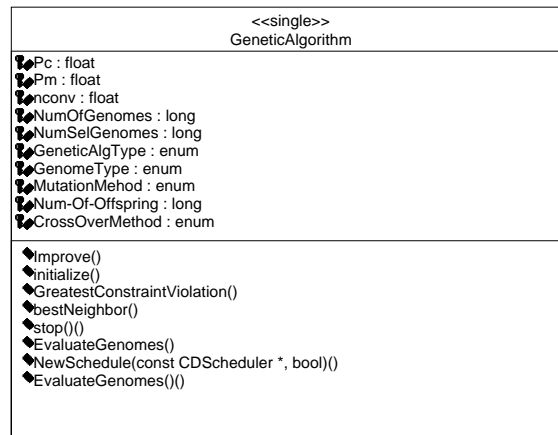 <<single>>
GeneticAlgorithm
Pc : float
Pm : float
nconv : float
NumOfGenomes : long
NumSelGenomes : long
GeneticAlgType : enum
GenomeType : enum
MutationMehod : enum
Num-Of-Offspring : long
CrossOverMethod : enum
Improve()
initialize()
GreatestConstraintViolation()
bestNeighbor()
stop()()
EvaluateGenomes()
NewSchedule(const CDScheduler *, bool)()
EvaluateGenomes()()